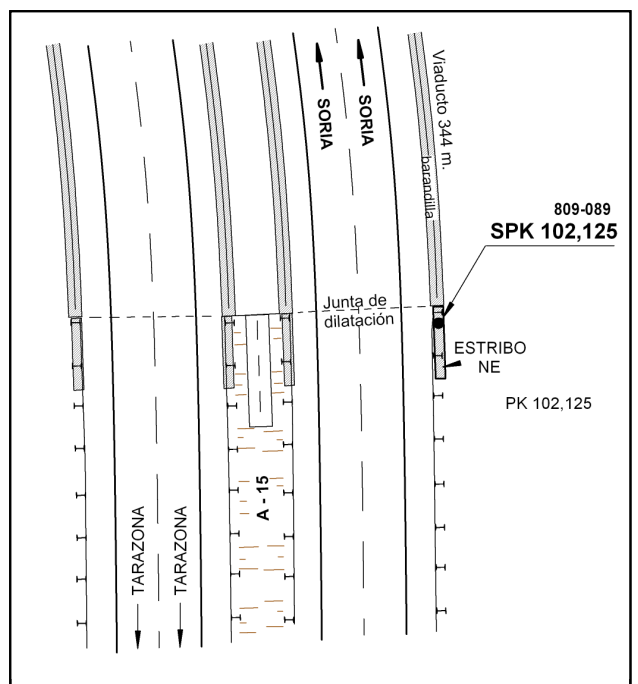 SORIA
SORIA
Viaducto 344 m.
barandilla
809-089
SPK 102,125
Junta de
dilatación
ESTRIBO
NE
PK 102,125
A - 15
TARAZONA
TARAZONA